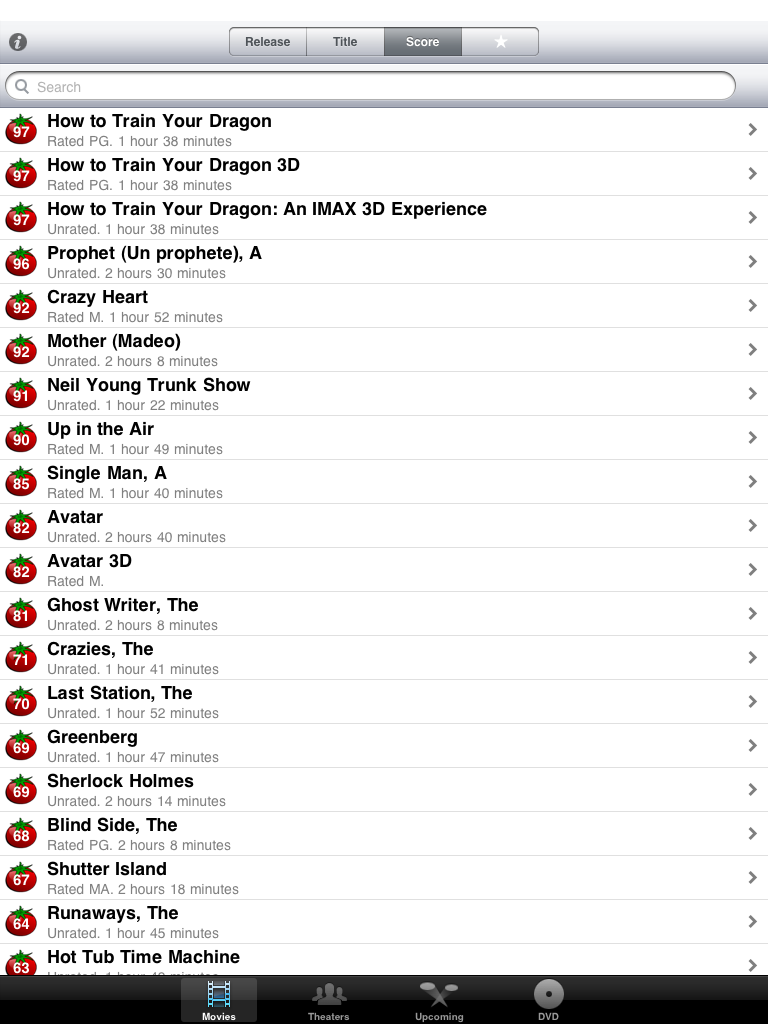 Release Title Score
Search
97 How to Train Your Dragon
Rated PG. 1 hour 38 minutes
97 How to Train Your Dragon 3D
Rated PG. 1 hour 38 minutes
97 How to Train Your Dragon: An IMAX 3D Experience
Unrated. 1 hour 38 minutes
96 Prophet (Un prophete), A
Unrated. 2 hours 30 minutes
92 Crazy Heart
Rated M. 1 hour 52 minutes
92 Mother (Madeo)
Unrated. 2 hours 8 minutes
91 Neil Young Trunk Show
Unrated. 1 hour 22 minutes
90 Up in the Air
Rated M. 1 hour 49 minutes
85 Single Man, A
Rated M. 1 hour 40 minutes
82 Avatar
Unrated. 2 hours 40 minutes
82 Avatar 3D
Rated M.
81 Ghost Writer, The
Unrated. 2 hours 8 minutes
71 Crazies, The
Unrated. 1 hour 41 minutes
70 Last Station, The
Unrated. 1 hour 52 minutes
69 Greenberg
Unrated. 1 hour 47 minutes
69 Sherlock Holmes
Unrated. 2 hours 14 minutes
68 Blind Side, The
Rated PG. 2 hours 8 minutes
67 Shutter Island
Rated MA. 2 hours 18 minutes
64 Runaways, The
Unrated. 1 hour 45 minutes
63 Hot Tub Time Machine
Movies Theaters Upcoming DVD